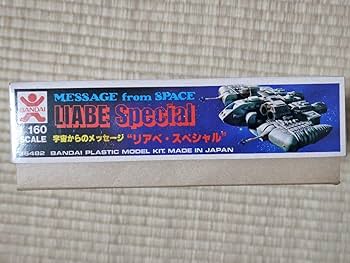 BANDAI
MESSAGE from SPACE
LIABE Special
160
SCALE
宇宙からのメッセージ "リアベ・スペシャル"
36482 BANDAI PLASTIC MODEL KIT. MADE IN JAPAN